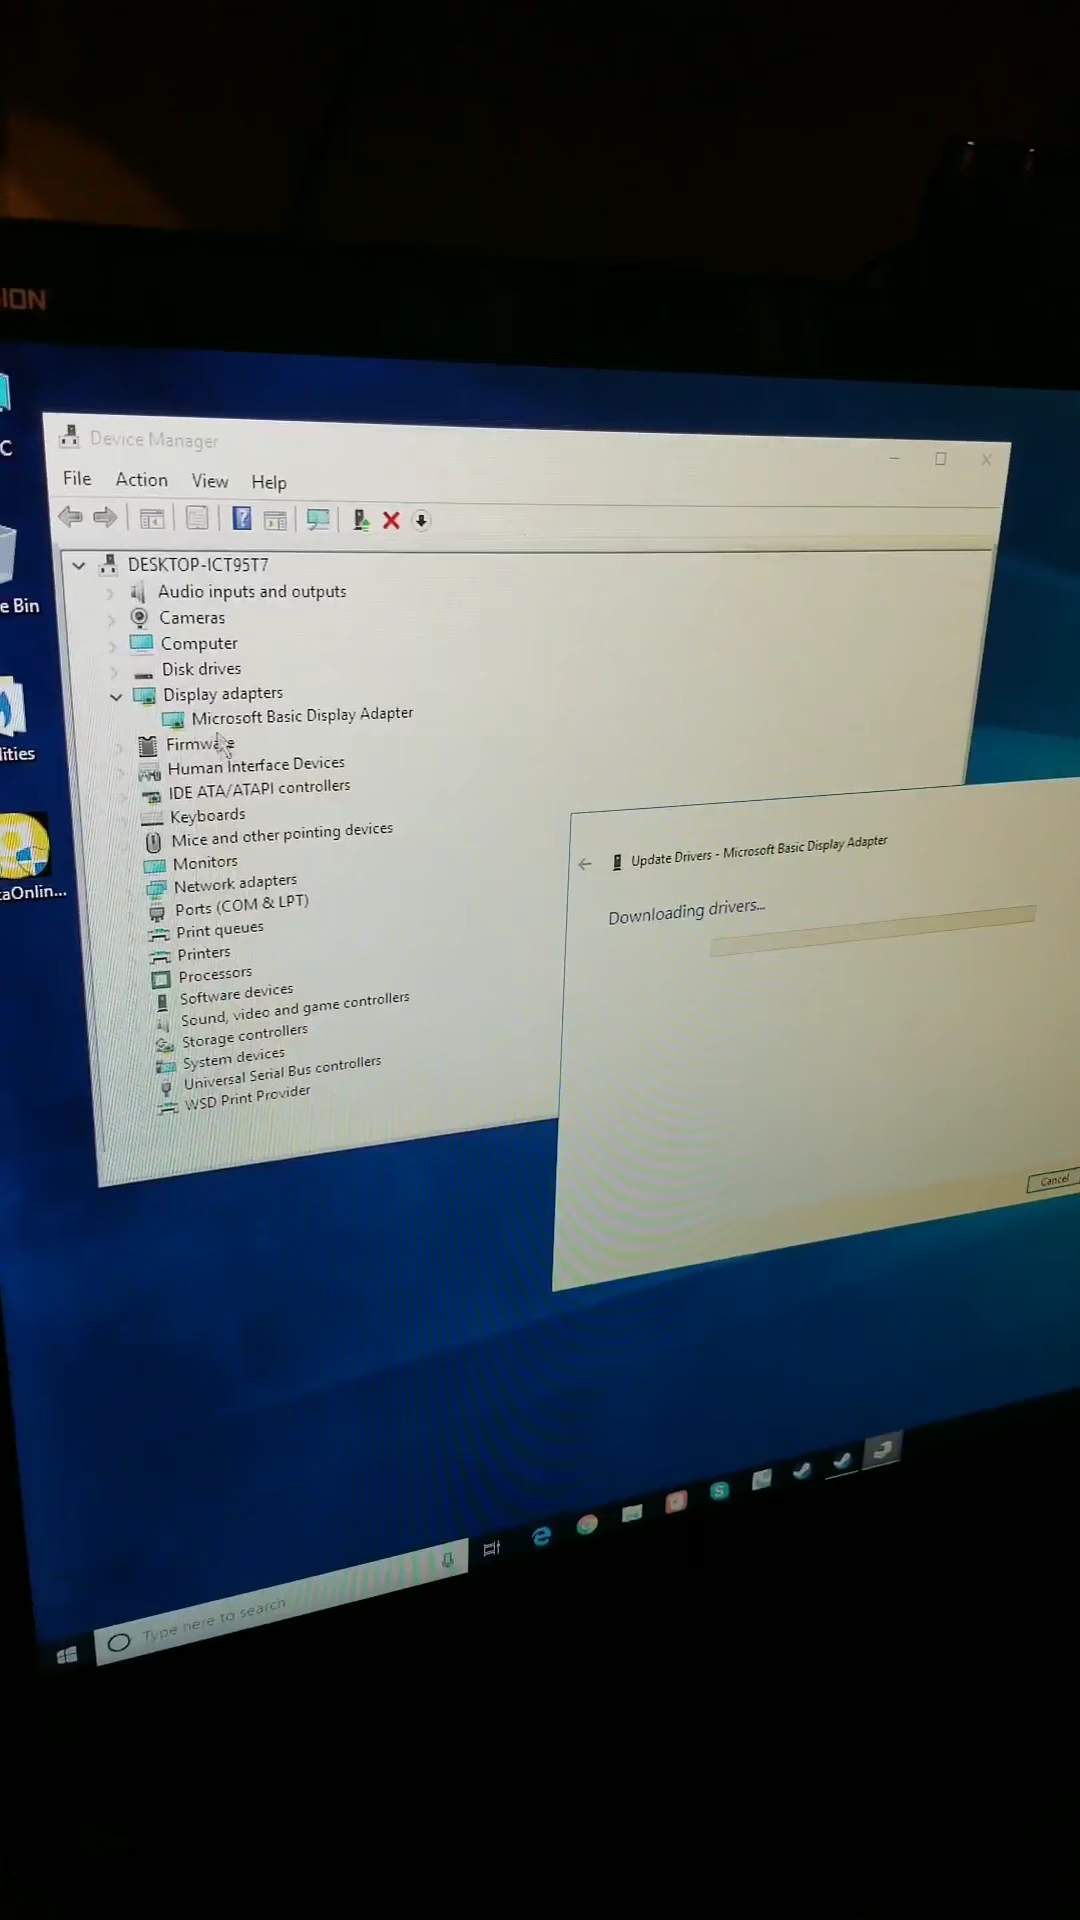 ION
Device Manager
File Action View Help
DESKTOP-ICT95T7
Audio inputs and outputs
Cameras
Computer
Disk drives
Display adapters
Microsoft Basic Display Adapter
Firmware
Human Interface Devices
IDE ATA/ATAPI controllers
Keyboards
Mice and other pointing devices
Monitors
Network adapters
Ports (COM & LPT)
Print queues
Printers
Processors
Software devices
Sound, video and game controllers
Storage controllers
System devices
Universal Serial Bus controllers
WSD Print Provider
C
e Bin
lities
taOnlin...
Update Drivers - Microsoft Basic Display Adapter
Downloading drivers...
Cancel
Type here to search